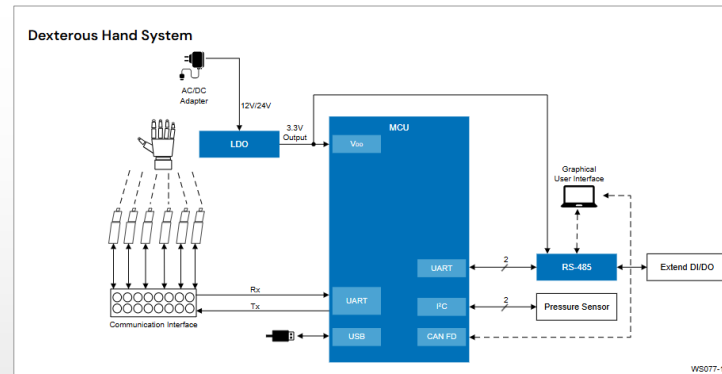 Dexterous Hand System
AC/DC
Adapter
12V/24V
LDO
3.3V
Output
MCU
VDD
Graphical
User Interface
UART
2
RS-485
Extend DI/DO
Rx
Tx
UART
I²C
2
Pressure Sensor
Communication Interface
USB
CAN FD